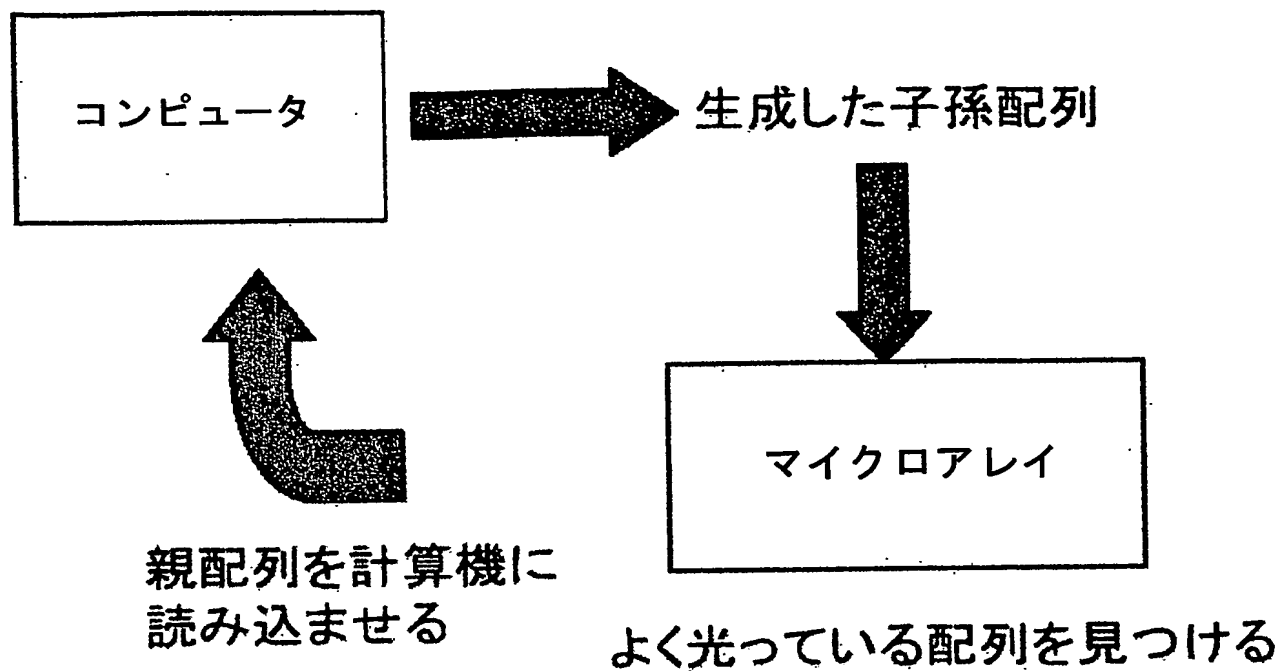 コンピュータ
生成した子孫配列
マイクロアレイ
親配列を計算機に
読み込ませる
よく光っている配列を見つける